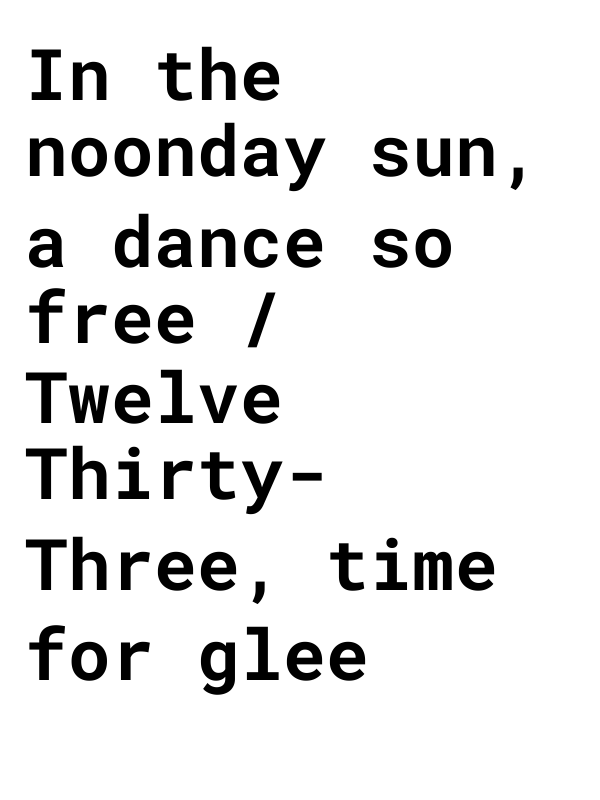 In the
noonday sun,
a dance so
free /
Twelve
Thirty-
Three, time
for glee